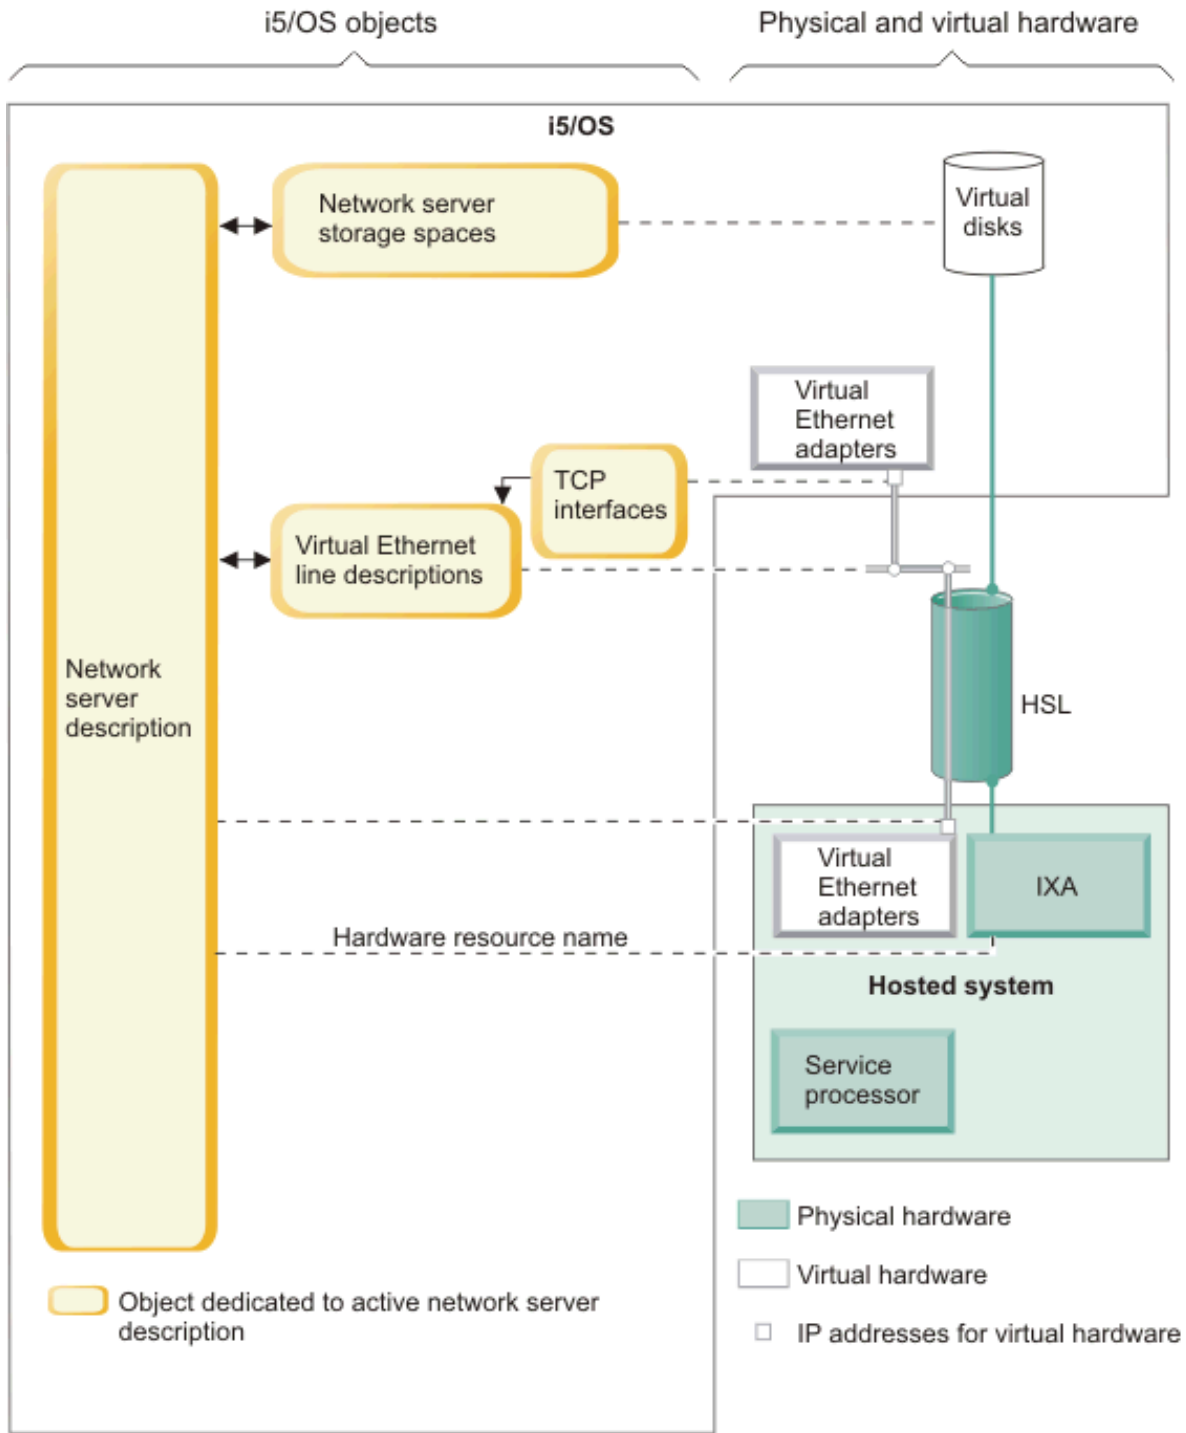 i5/OS objects
Physical and virtual hardware
i5/OS
Network server
storage spaces
Virtual
disks
Virtual
Ethernet
adapters
TCP
interfaces
Virtual Ethernet
line descriptions
Network
server
description
HSL
Virtual
Ethernet
adapters
IXA
Hardware resource name
Hosted system
Service
processor
Physical hardware
Virtual hardware
IP addresses for virtual hardware
Object dedicated to active network server
description